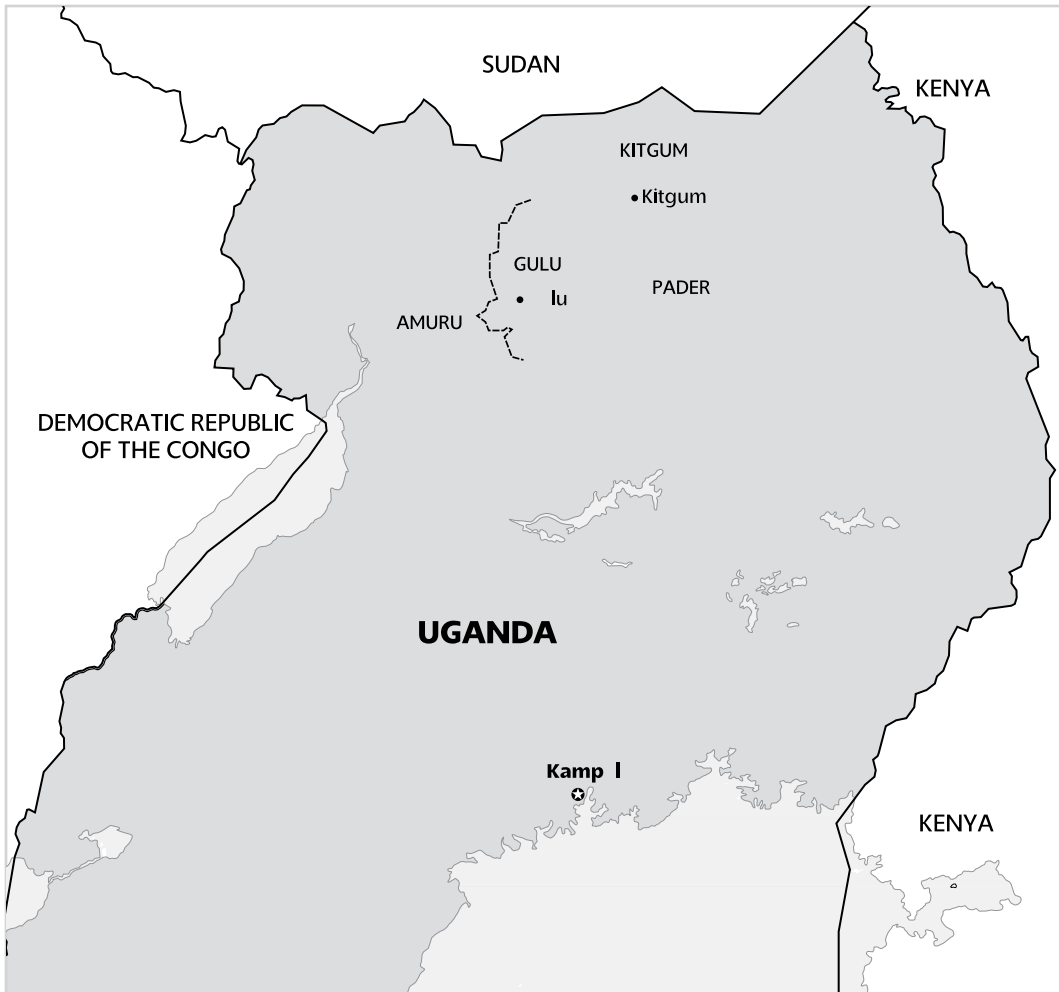 SUDAN
KENYA
KITGUM
Kitgum
GULU
lu
PADER
AMURU
DEMOCRATIC REPUBLIC
OF THE CONGO
UGANDA
Kamp l
KENYA